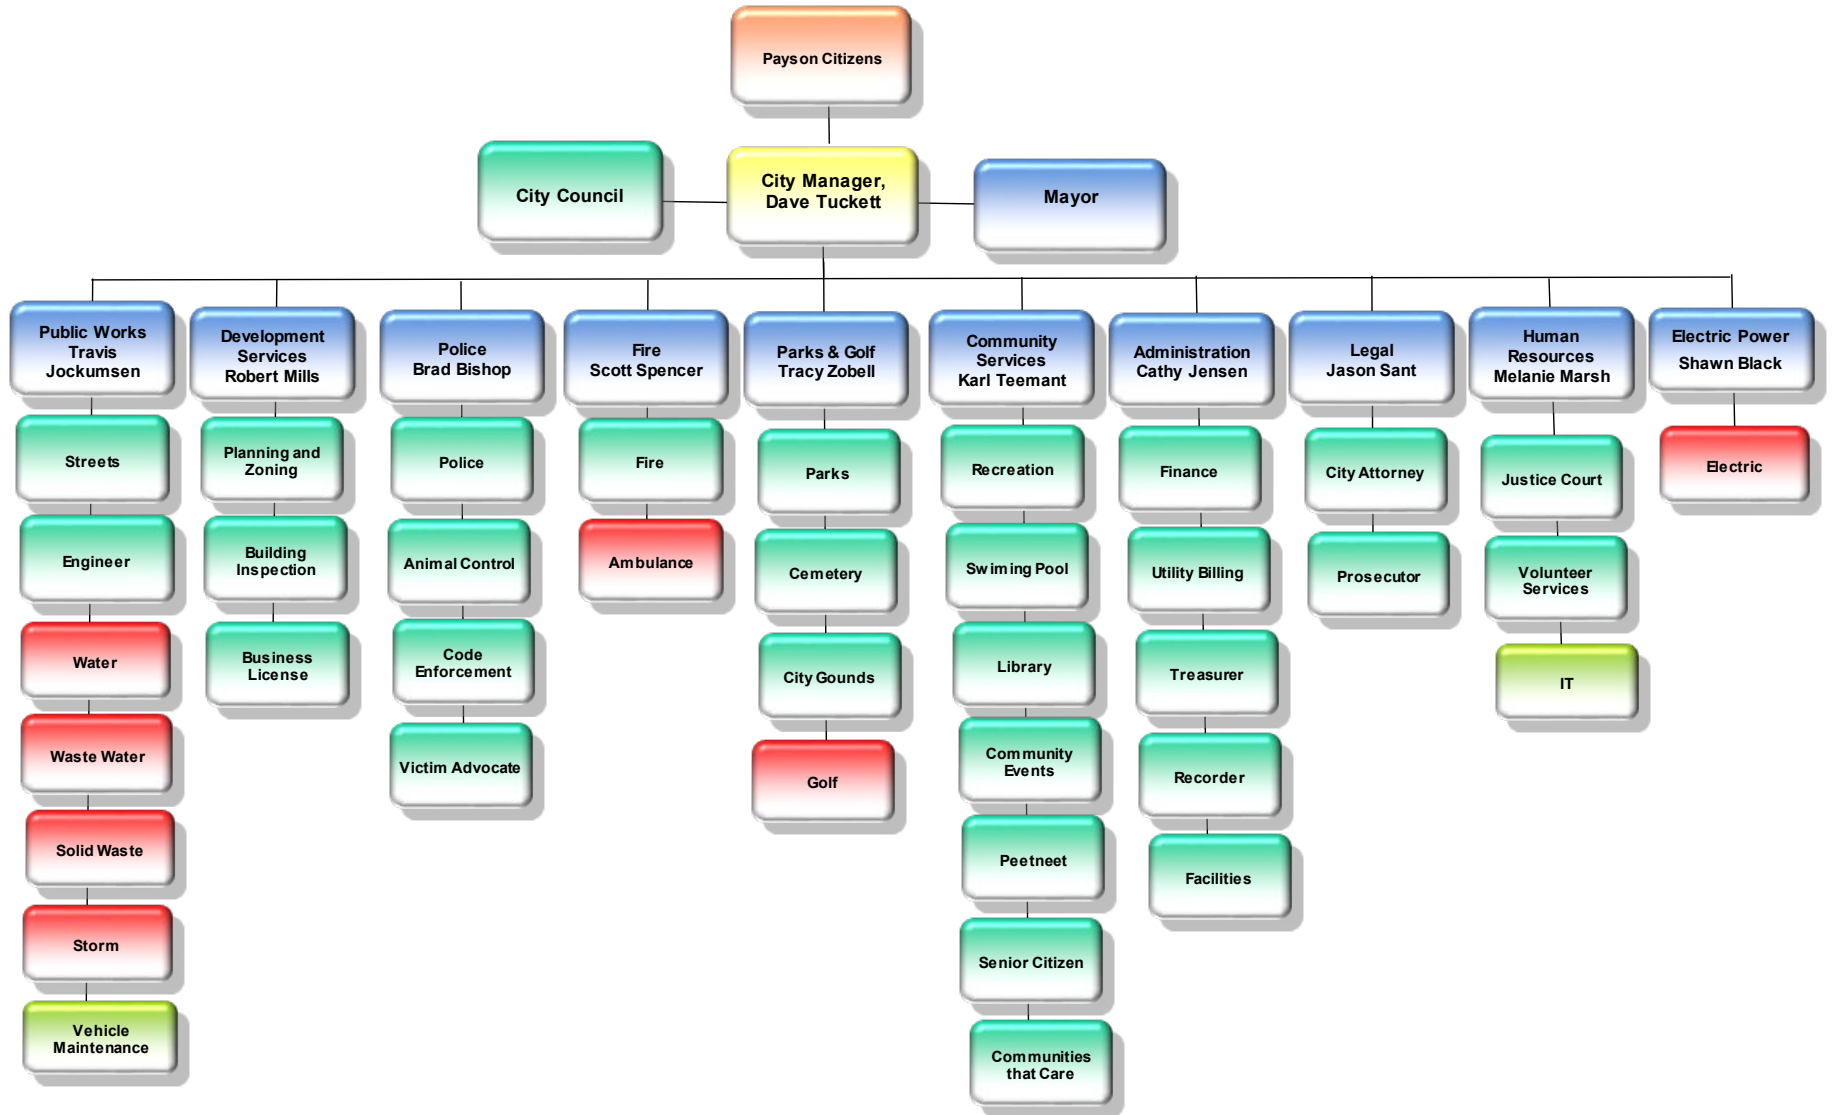 Payson Citizens
City Council
City Manager,
Dave Tuckett
Mayor
Public Works
Travis
Jockumsen
Development
Services
Robert Mills
Police
Brad Bishop
Fire
Scott Spencer
Parks & Golf
Tracy Zobell
Community
Services
Karl Teemant
Administration
Cathy Jensen
Legal
Jason Sant
Human
Resources
Melanie Marsh
Electric Power
Shawn Black
Streets
Engineer
Water
Waste Water
Solid Waste
Storm
Vehicle
Maintenance
Planning and
Zoning
Building
Inspection
Business
License
Police
Animal Control
Code
Enforcement
Victim Advocate
Fire
Ambulance
Parks
Cemetery
City Gounds
Golf
Recreation
Swiming Pool
Library
Community
Events
Peetneet
Senior Citizen
Communities
that Care
Finance
Utility Billing
Treasurer
Recorder
Facilities
City Attorney
Prosecutor
Justice Court
Volunteer
Services
IT
Electric